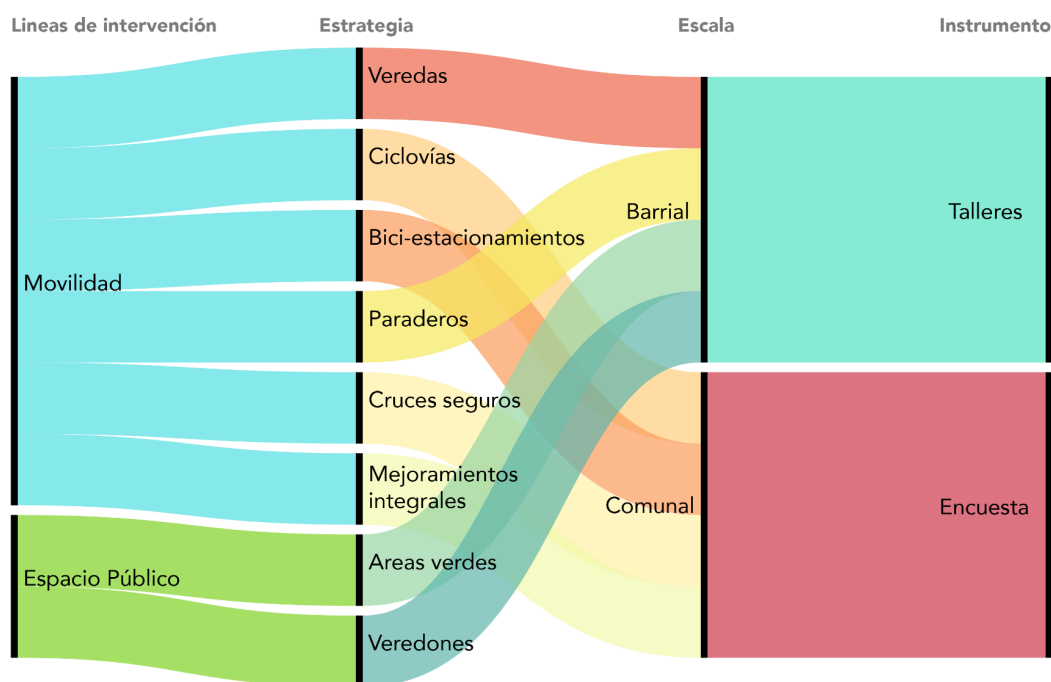 Lineas de intervención
Estrategia
Escala
Instrumento
Veredas
Ciclovías
Bici-estacionamientos
Barrial
Talleres
Movilidad
Paraderos
Cruces seguros
Mejoramientos
integrales
Comunal
Encuesta
Areas verdes
Espacio Público
Veredones